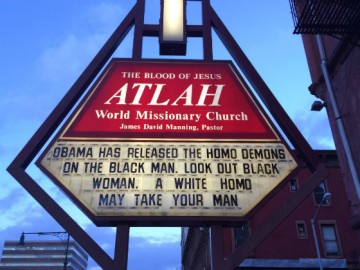 THE BLOOD OF JESUS
ATLAH
World Missionary Church
James David Manning, Pastor
OBAMA HAS RELEASED THE HOMO DEMONS
ON THE BLACK MAN. LOOK OUT BLACK
WOMAN. A WHITE HOMO
MAY TAKE YOUR MAN